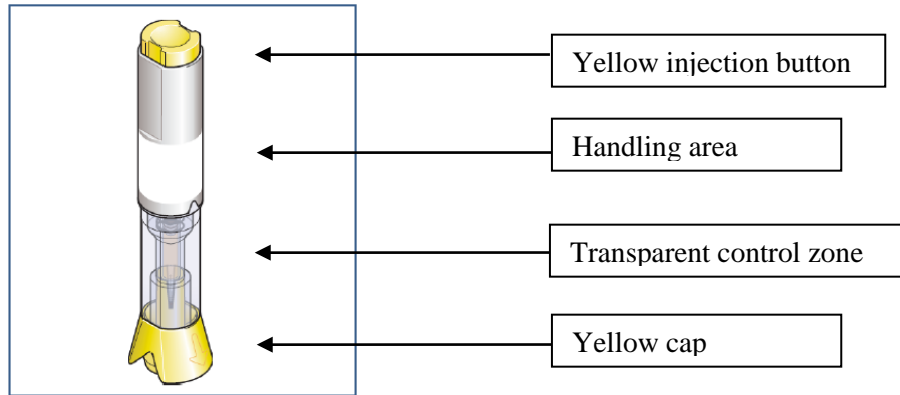 Yellow injection button
Handling area
Transparent control zone
Yellow cap